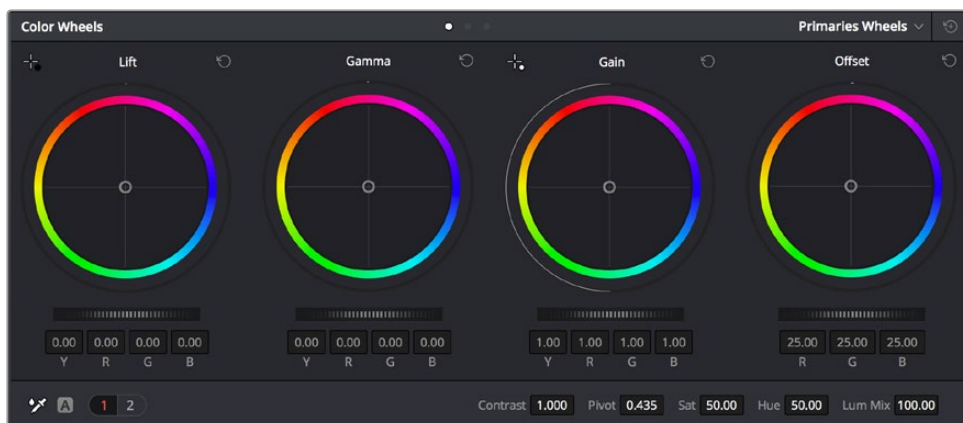 Color Wheels Primaries Wheels
Lift Gamma Gain Offset
0.00 0.00 0.00 0.00 0.00 0.00 0.00 0.00 1.00 1.00 1.00 1.00 25.00 25.00 25.00
Y R G B Y R G B Y R G B R G B
A 1 2 Contrast 1.000 Pivot 0.435 Sat 50.00 Hue 50.00 Lum Mix 100.00